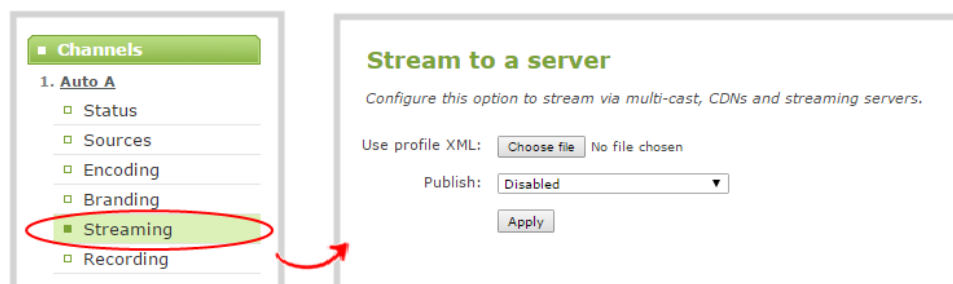 Channels
1. Auto A
Status
Sources
Encoding
Branding
Streaming
Recording
Stream to a server
Configure this option to stream via multi-cast, CDNs and streaming servers.
Use profile XML: Choose file No file chosen
Publish: Disabled
Apply